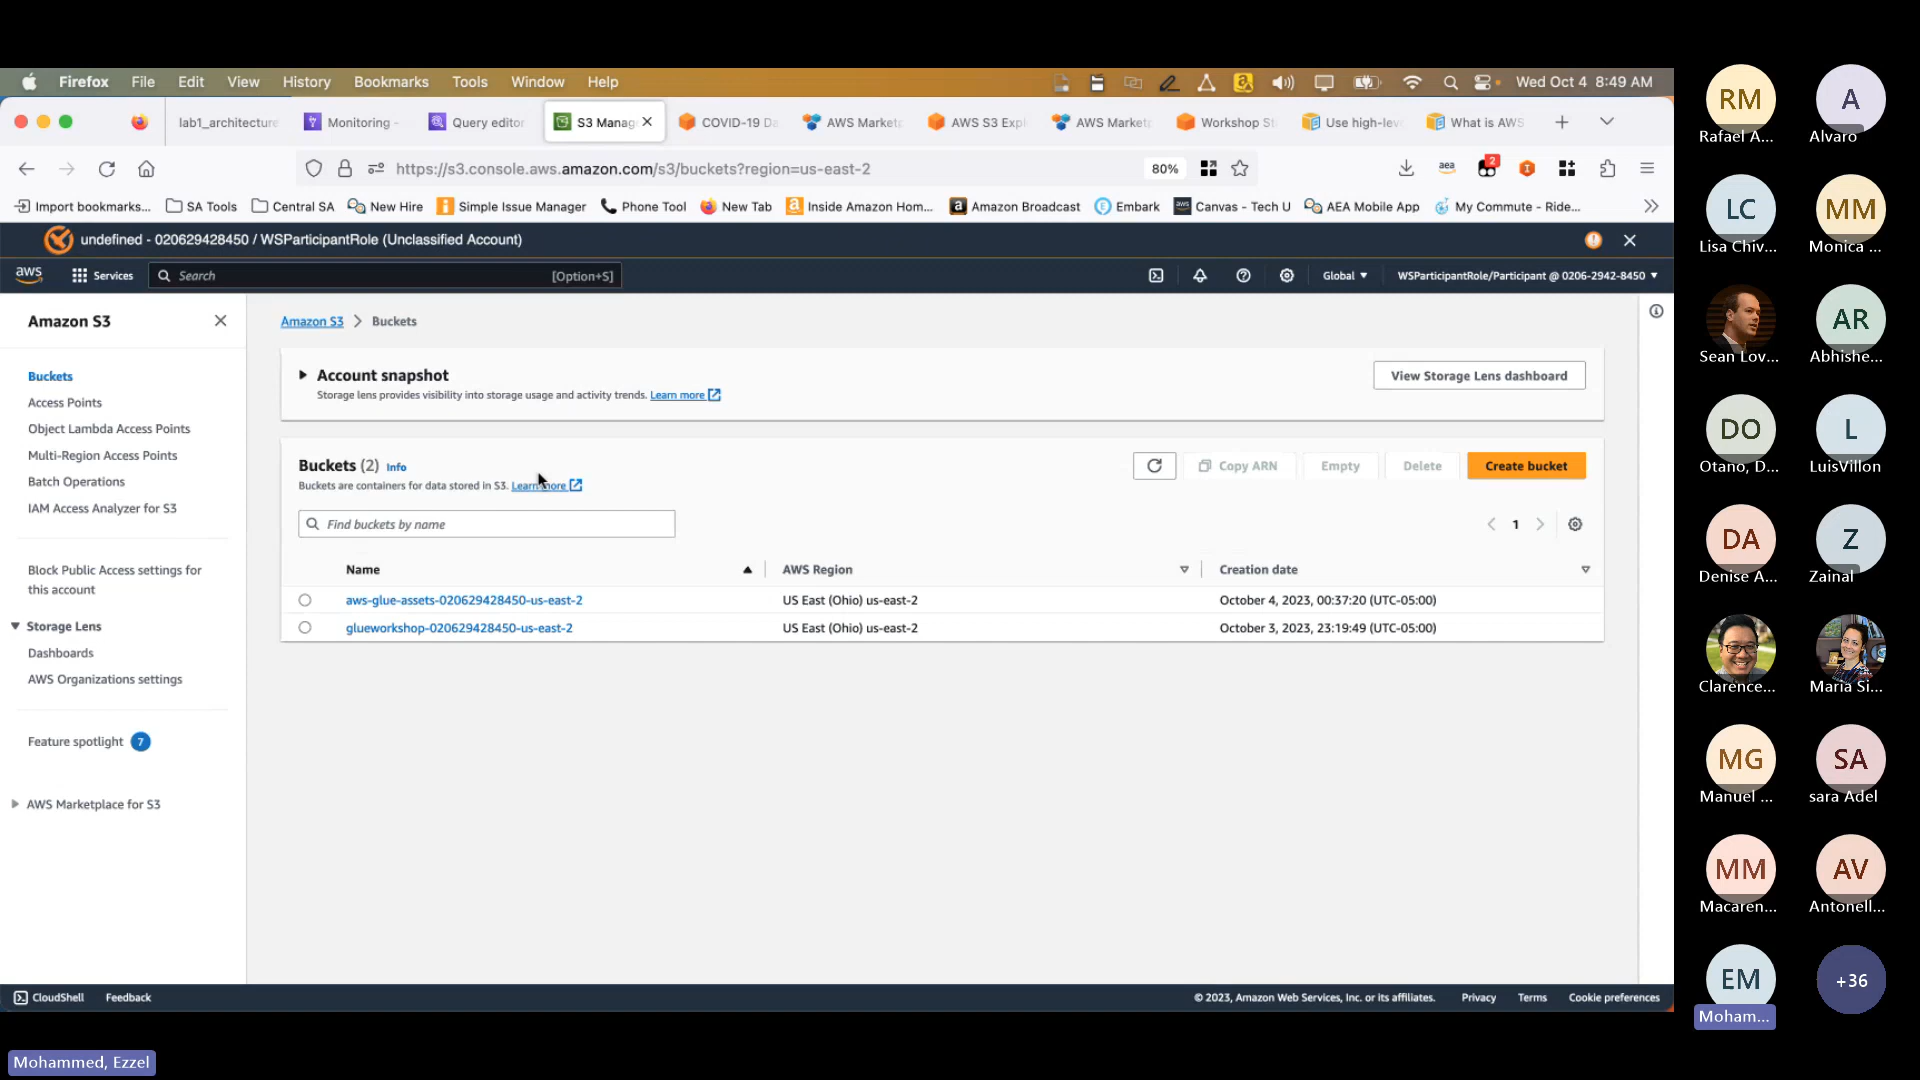 Firefox File Edit View History Bookmarks Tools Window Help
Wed Oct 4 8:49 AM
lab1_architecture
Monitoring -
Query editor
S3 Manag
COVID-19 Da
AWS Market
AWS S3 Expl
AWS Market
Workshop St
Use high-lev
What is AWS
https://s3.console.aws.amazon.com/s3/buckets?region=us-east-2
80%
aea
2
Import bookmarks...
SA Tools
Central SA
New Hire
Simple Issue Manager
Phone Tool
New Tab
Inside Amazon Hom...
Amazon Broadcast
Embark
Canvas - Tech U
AEA Mobile App
My Commute - Ride...
undefined - 020629428450 / WSParticipantRole (Unclassified Account)
aws
Services
Search
[Option+S]
Global
WSParticipantRole/Participant @ 0206-2942-8450
Amazon S3
Buckets
Access Points
Object Lambda Access Points
Multi-Region Access Points
Batch Operations
IAM Access Analyzer for S3
Block Public Access settings for
this account
Storage Lens
Dashboards
AWS Organizations settings
Feature spotlight 7
AWS Marketplace for S3
Amazon S3 > Buckets
Account snapshot
Storage lens provides visibility into storage usage and activity trends. Learn more
View Storage Lens dashboard
Buckets (2) Info
Buckets are containers for data stored in S3. Learn more
Copy ARN
Empty
Delete
Create bucket
Find buckets by name
1
Name
AWS Region
Creation date
aws-glue-assets-020629428450-us-east-2 US East (Ohio) us-east-2 October 4, 2023, 00:37:20 (UTC-05:00)
glueworkshop-020629428450-us-east-2 US East (Ohio) us-east-2 October 3, 2023, 23:19:49 (UTC-05:00)
CloudShell
Feedback
© 2023, Amazon Web Services, Inc. or its affiliates.
Privacy
Terms
Cookie preferences
RM
Rafael A...
A
Alvaro
LC
Lisa Chiv...
MM
Monica ...
Sean Lov...
AR
Abhishe...
DO
Otano, D...
L
LuisVillon
DA
Denise A...
Z
Zainal
Clarence...
Maria Si...
MG
Manuel ...
SA
sara Adel
MM
Macaren...
AV
Antonell...
EM
Moham...
+36
Mohammed, Ezzel